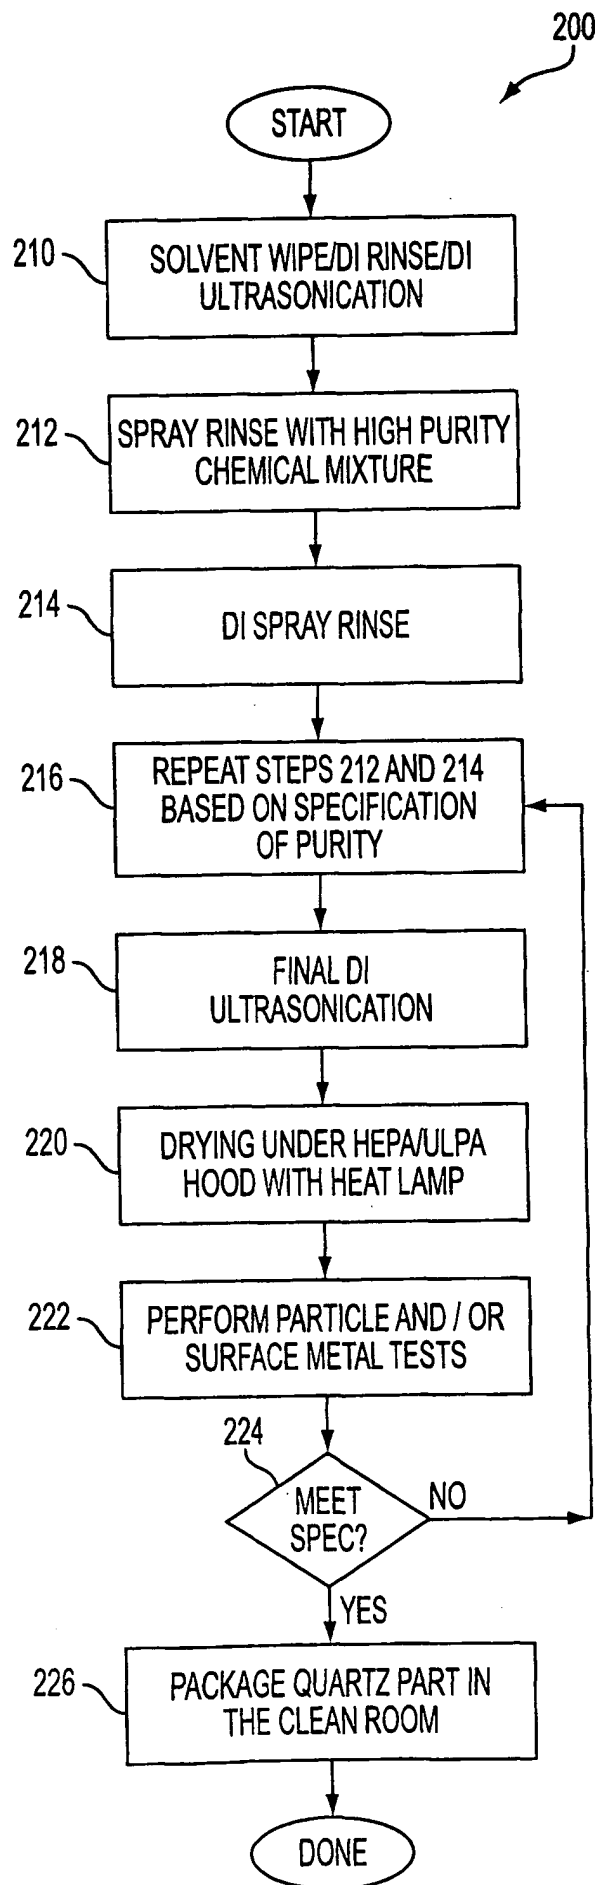 200
START
210
SOLVENT WIPE/DI RINSE/DI
ULTRASONICATION
212
SPRAY RINSE WITH HIGH PURITY
CHEMICAL MIXTURE
214
DI SPRAY RINSE
216
REPEAT STEPS 212 AND 214
BASED ON SPECIFICATION
OF PURITY
218
FINAL DI
ULTRASONICATION
220
DRYING UNDER HEPA/ULPA
HOOD WITH HEAT LAMP
222
PERFORM PARTICLE AND / OR
SURFACE METAL TESTS
224
MEET
SPEC?
NO
YES
226
PACKAGE QUARTZ PART IN
THE CLEAN ROOM
DONE